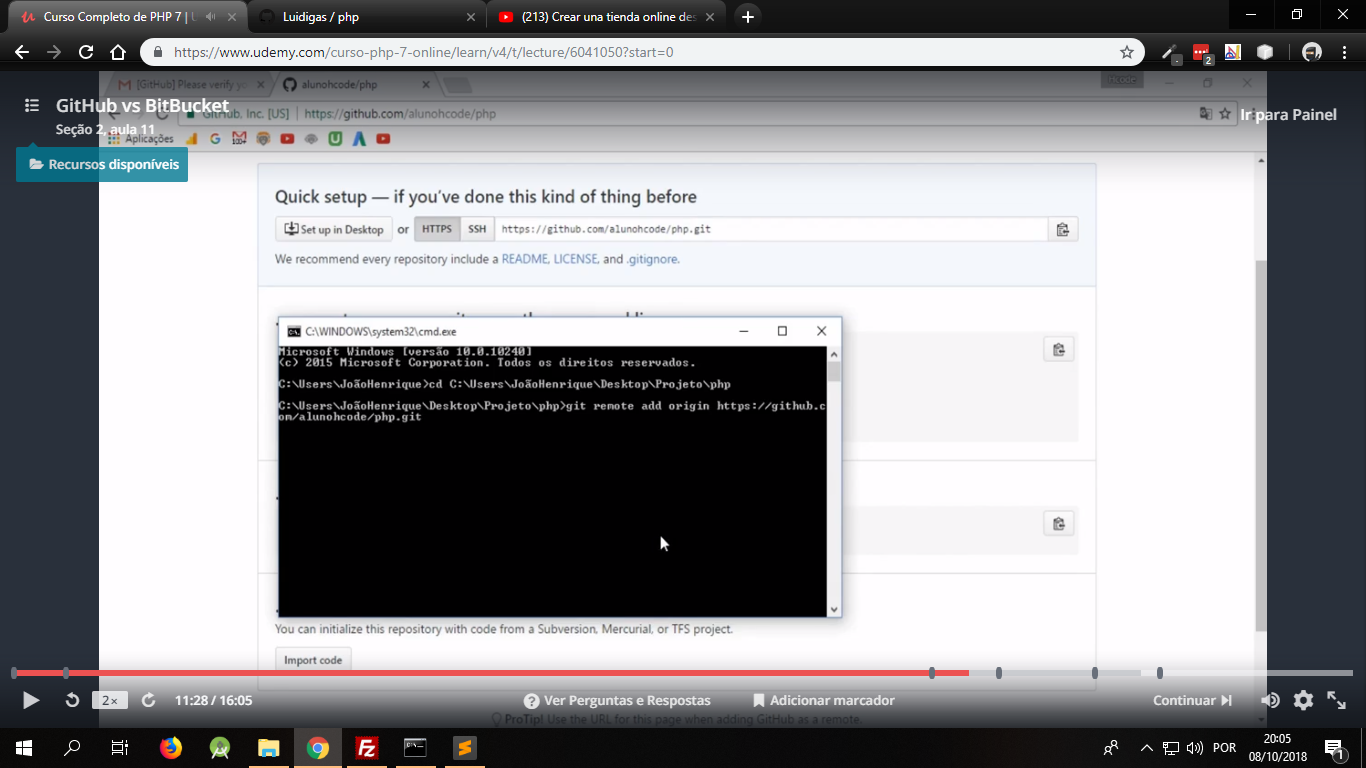 Curso Completo de PHP 7 | U
Luidigas / php
(213) Crear una tienda online des
https://www.udemy.com/curso-php-7-online/learn/v4/t/lecture/6041050?start=0
2
[GitHub] Please verify yo
alunohcode/php
GitHub vs BitBucket
GitHub, Inc. [US]
https://github.com/alunohcode/php
Ir para Painel
Seção 2, aula 11
Aplicações
Recursos disponíveis
Quick setup — if you've done this kind of thing before
Set up in Desktop or HTTPS SSH https://github.com/alunohcode/php.git
We recommend every repository include a README, LICENSE, and .gitignore.
C:\WINDOWS\system32\cmd.exe
Microsoft Windows [versão 10.0.10240]
(c) 2015 Microsoft Corporation. Todos os direitos reservados.
C:\Users\JoãoHenrique>cd C:\Users\JoãoHenrique\Desktop\Projeto\php
C:\Users\JoãoHenrique\Desktop\Projeto\php>git remote add origin https://github.c
om/alunohcode/php.git
You can initialize this repository with code from a Subversion, Mercurial, or TFS project.
Import code
2×
11:28 / 16:05
Ver Perguntas e Respostas
Adicionar marcador
Continuar
ProTip! Use the URL for this page when adding GitHub as a remote.
POR
20:05
08/10/2018
1